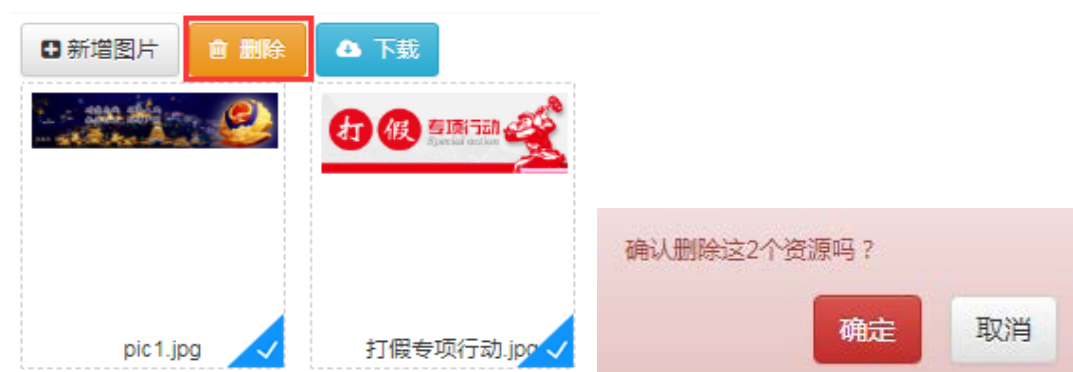 新增图片
删除
下载
打 假 专项行动
Special action
pic1.jpg
打假专项行动.jpg
确认删除这2个资源吗？
确定
取消